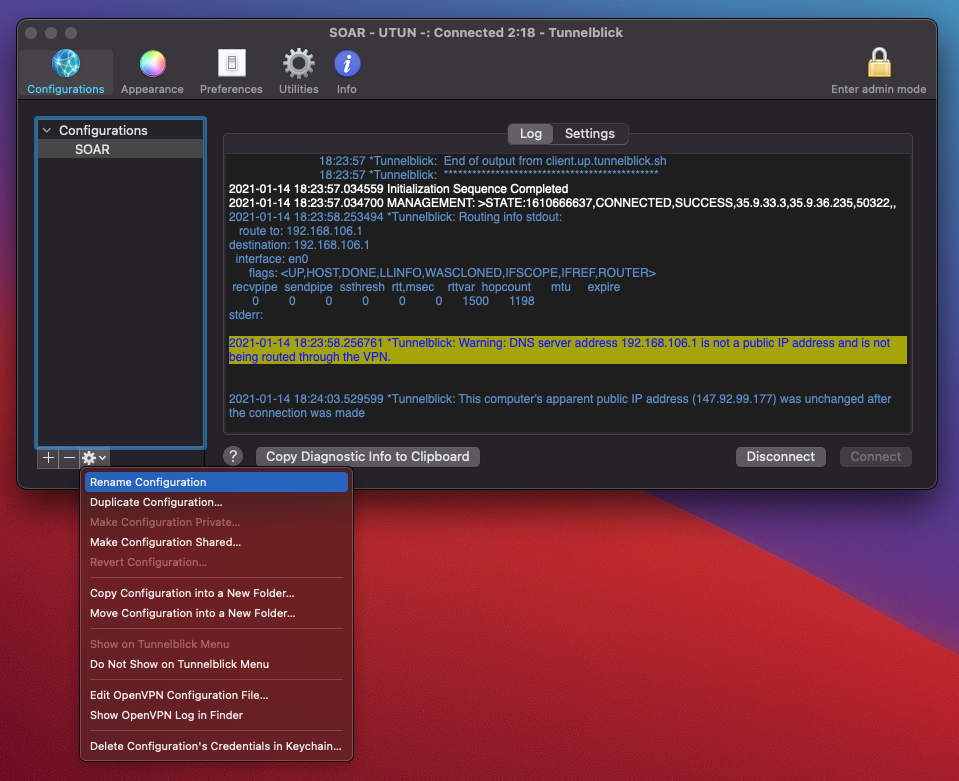 SOAR - UTUN -: Connected 2:18 - Tunnelblick
Configurations
Appearance
Preferences
Utilities
Info
Enter admin mode
Configurations
SOAR
Log
Settings
18:23:57 *Tunnelblick:  End of output from client.up.tunnelblick.sh
18:23:57 *Tunnelblick:  **********************************************
2021-01-14 18:23:57.034559 Initialization Sequence Completed
2021-01-14 18:23:57.034700 MANAGEMENT: >STATE:1610666637,CONNECTED,SUCCESS,35.9.33.3,35.9.36.235,50322,,
2021-01-14 18:23:58.253494 *Tunnelblick: Routing info stdout:
route to: 192.168.106.1
destination: 192.168.106.1
interface: en0
flags: <UP,HOST,DONE,LLINFO,WASCLONED,IFSCOPE,IFREF,ROUTER>
recvpipe  sendpipe  ssthresh  rtt,msec    rttvar  hopcount      mtu     expire
0         0         0         0         0         0      1500      1198
stderr:
2021-01-14 18:23:58.256761 *Tunnelblick: Warning: DNS server address 192.168.106.1 is not a public IP address and is not
being routed through the VPN.
2021-01-14 18:24:03.529599 *Tunnelblick: This computer's apparent public IP address (147.92.99.177) was unchanged after
the connection was made
?
Copy Diagnostic Info to Clipboard
Disconnect
Connect
Rename Configuration
Duplicate Configuration...
Make Configuration Private...
Make Configuration Shared...
Revert Configuration...
Copy Configuration into a New Folder...
Move Configuration into a New Folder...
Show on Tunnelblick Menu
Do Not Show on Tunnelblick Menu
Edit OpenVPN Configuration File...
Show OpenVPN Log in Finder
Delete Configuration's Credentials in Keychain...